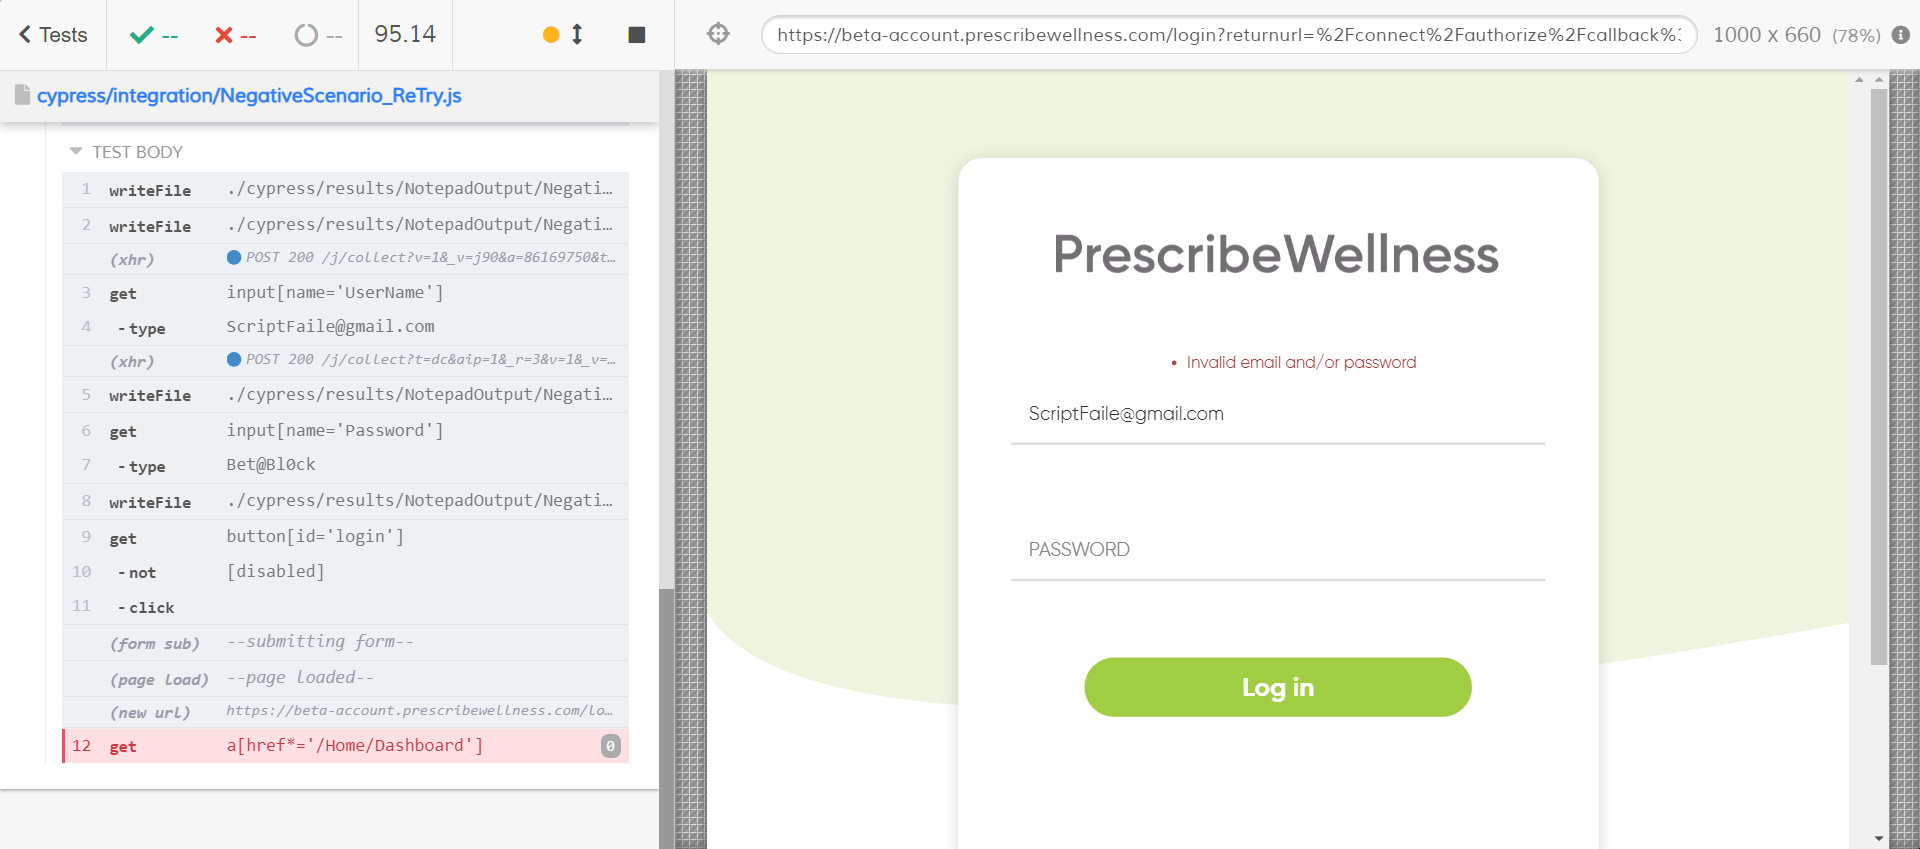 Tests
--
--
--
95.14
https://beta-account.prescribewellness.com/login?returnurl=%2Fconnect%2Fauthorize%2Fcallback%
1000 x 660 (78%)
cypress/integration/NegativeScenario_ReTry.js
TEST BODY
1 writeFile ./cypress/results/NotepadOutput/Negati…
2 writeFile ./cypress/results/NotepadOutput/Negati…
(xhr) POST 200 /j/collect?v=1&_v=j90&a=86169750&t…
3 get input[name='UserName']
4 -type ScriptFaile@gmail.com
(xhr) POST 200 /j/collect?t=dc&aip=1&_r=3&v=1&_v=…
5 writeFile ./cypress/results/NotepadOutput/Negati…
6 get input[name='Password']
7 -type Bet@Bl0ck
8 writeFile ./cypress/results/NotepadOutput/Negati…
9 get button[id='login']
10 -not [disabled]
11 -click
(form sub) --submitting form--
(page load) --page loaded--
(new url) https://beta-account.prescribewellness.com/lo…
12 get a[href*='/Home/Dashboard'] 0
PrescribeWellness
• Invalid email and/or password
ScriptFaile@gmail.com
PASSWORD
Log in